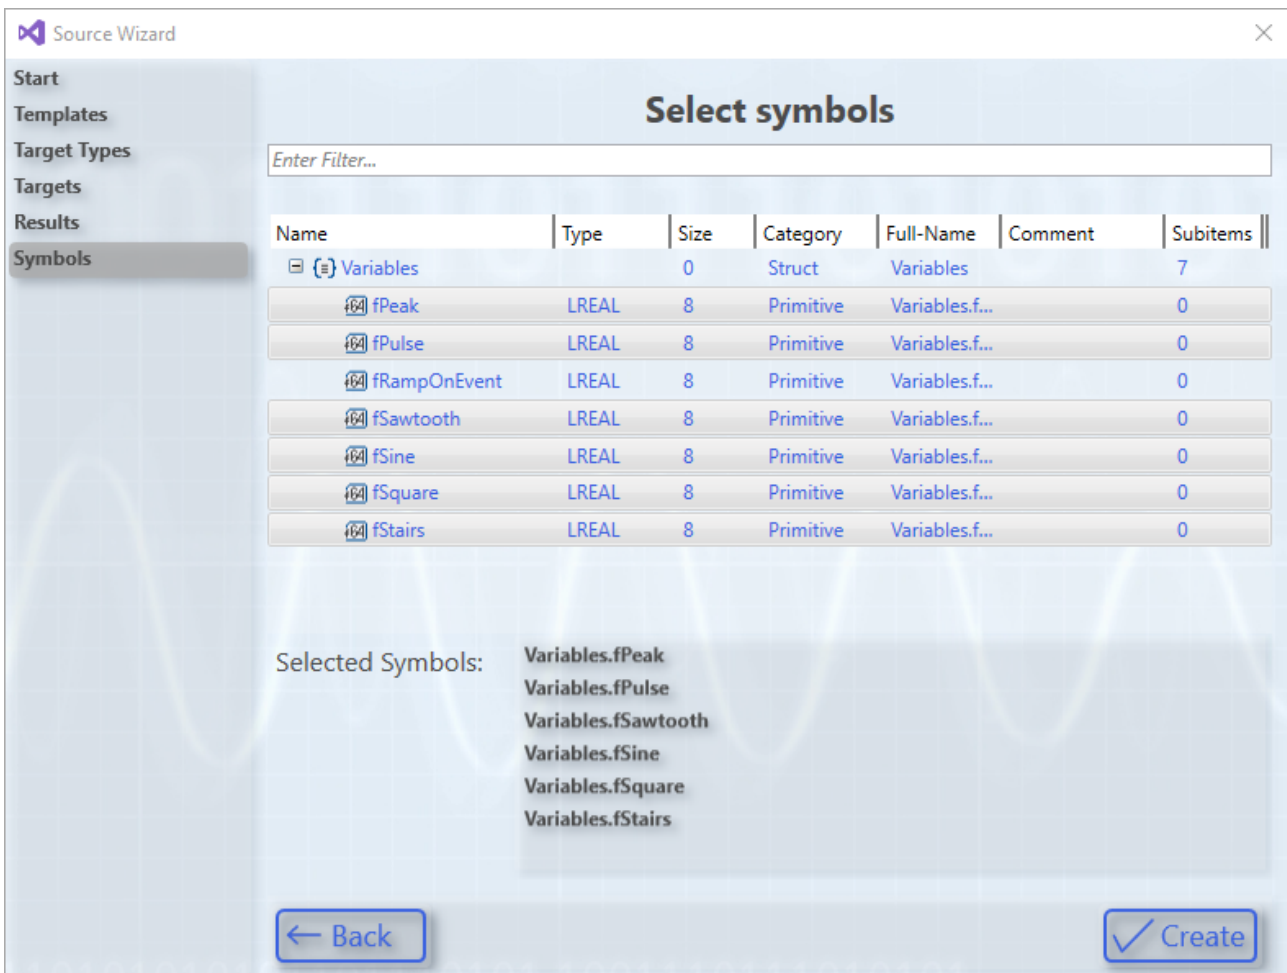 Source Wizard
Start
Templates
Target Types
Targets
Results
Symbols
Select symbols
Enter Filter...
Name Type Size Category Full-Name Comment Subitems
Variables 0 Struct Variables 7
fPeak LREAL 8 Primitive Variables.f... 0
fPulse LREAL 8 Primitive Variables.f... 0
fRampOnEvent LREAL 8 Primitive Variables.f... 0
fSawtooth LREAL 8 Primitive Variables.f... 0
fSine LREAL 8 Primitive Variables.f... 0
fSquare LREAL 8 Primitive Variables.f... 0
fStairs LREAL 8 Primitive Variables.f... 0
Selected Symbols:
Variables.fPeak
Variables.fPulse
Variables.fSawtooth
Variables.fSine
Variables.fSquare
Variables.fStairs
Back
Create